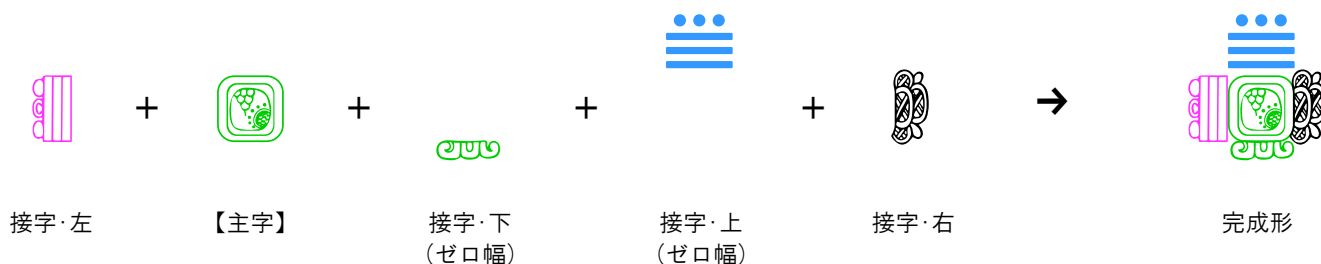 + + + + →
接字·左 【主字】 接字·下 接字·上 接字·右 完成形
（ゼロ幅） （ゼロ幅）